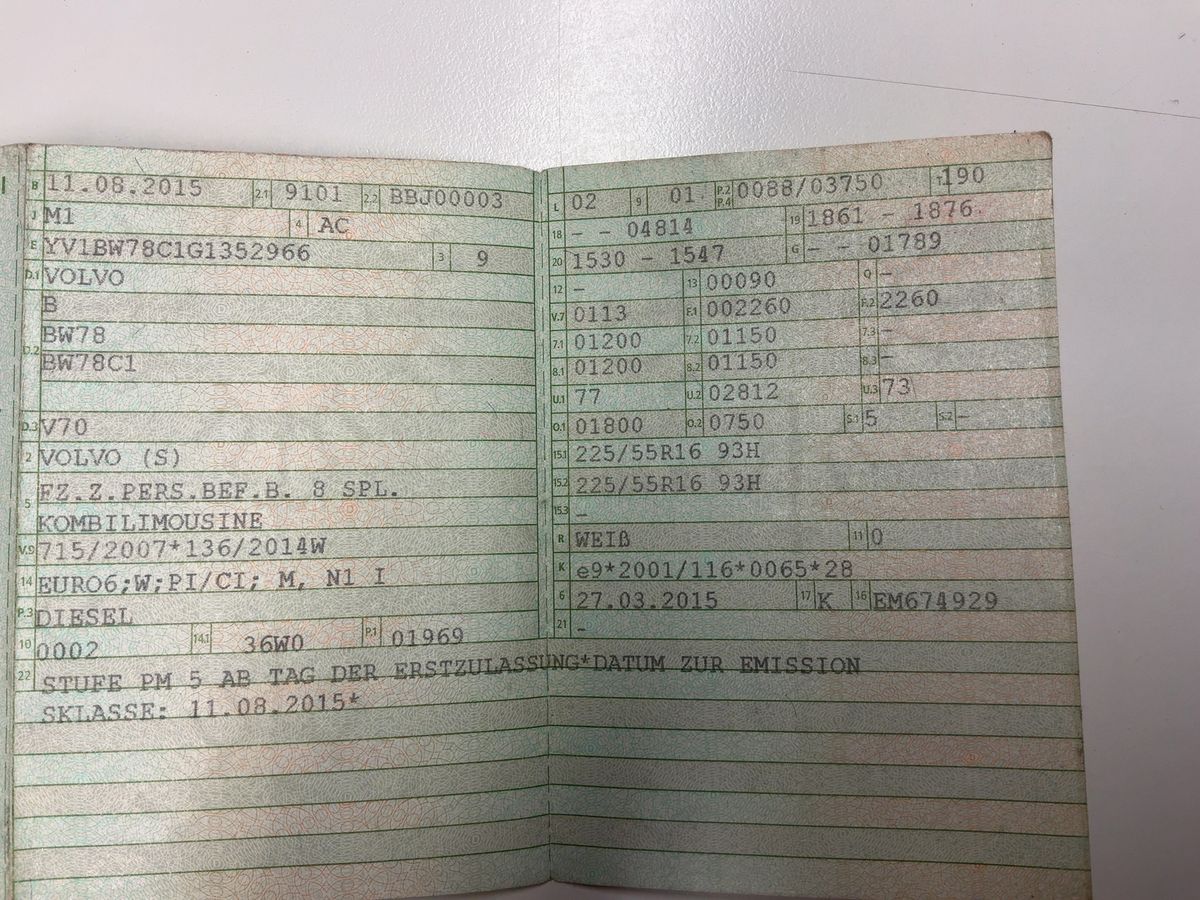 B 11.08.2015 2.1 9101 2.2 BBJ00003
J M1 4 AC
E YV1BW78C1G1352966 3 9
D.1 VOLVO
B
D.2 BW78
BW78C1
D.3 V70
2 VOLVO (S)
5 FZ.Z.PERS.BEF.B. 8 SPL.
KOMBILIMOUSINE
V.9 715/2007*136/2014W
14 EURO6;W;PI/CI; M, N1 I
P.3 DIESEL
10 0002 14.1 36W0 P.1 01969
L 02 9 01 P.2 P.4 0088/03750 T 190
18 - - 04814 19 1861 - 1876
20 1530 - 1547 G - - 01789
12 - 13 00090 Q -
V.7 0113 F.1 002260 F.2 2260
7.1 01200 7.2 01150 7.3 -
8.1 01200 8.2 01150 8.3 -
U.1 77 U.2 02812 U.3 73
O.1 01800 O.2 0750 S.1 5 S.2 -
15.1 225/55R16 93H
15.2 225/55R16 93H
15.3 -
R WEIß 11 0
K e9*2001/116*0065*28
6 27.03.2015 17 K 16 EM674929
21 -
22 STUFE PM 5 AB TAG DER ERSTZULASSUNG*DATUM ZUR EMISSION
SKLASSE: 11.08.2015*